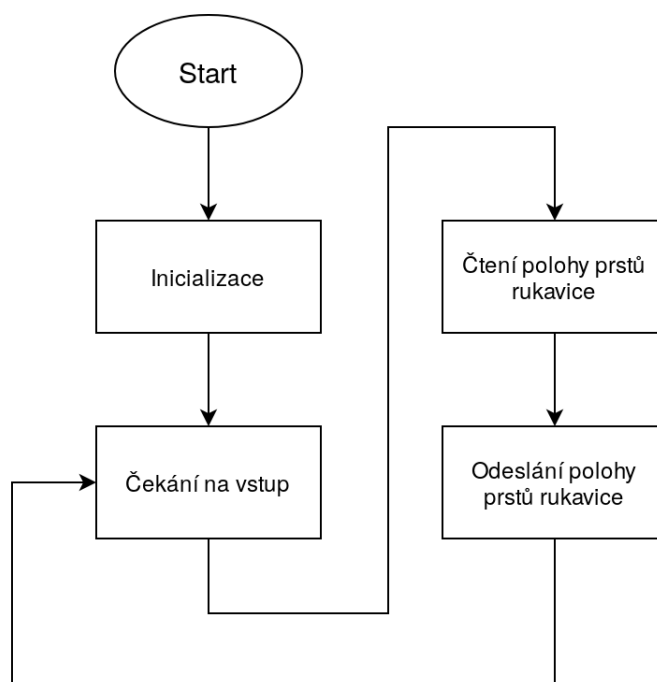 Start
Inicializace
Čekání na vstup
Čtení polohy prstů
rukavice
Odeslání polohy
prstů rukavice